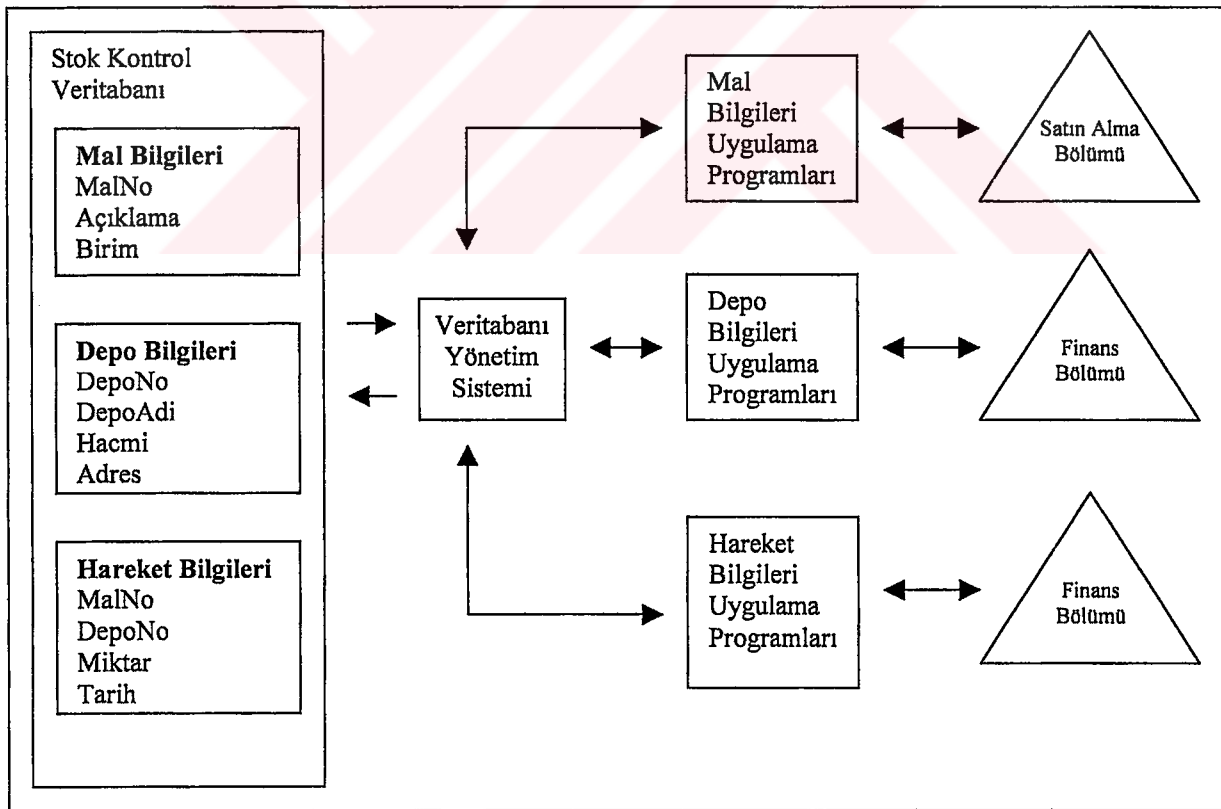 Stok Kontrol
Veritabanı
Mal Bilgileri
MalNo
Açıklama
Birim
Depo Bilgileri
DepoNo
DepoAdi
Hacmi
Adres
Hareket Bilgileri
MalNo
DepoNo
Miktar
Tarih
Veritabanı
Yönetim
Sistemi
Mal
Bilgileri
Uygulama
Programları
Depo
Bilgileri
Uygulama
Programları
Hareket
Bilgileri
Uygulama
Programları
Satın Alma
Bölümü
Finans
Bölümü
Finans
Bölümü